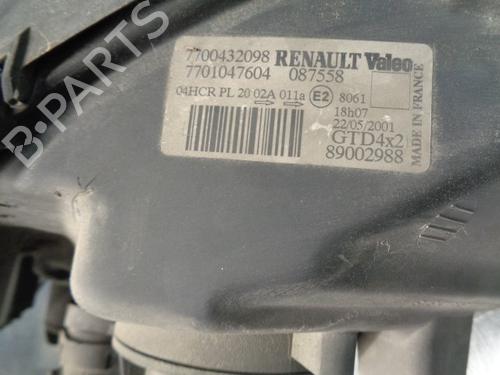 7700432098 RENAULT Valeo
7701047604 087558
04HCR PL 20 02A 011a E2 8061
18h07
22/05/2001
GTD4x2
89002988
MADE IN FRANCE
B-PARTS